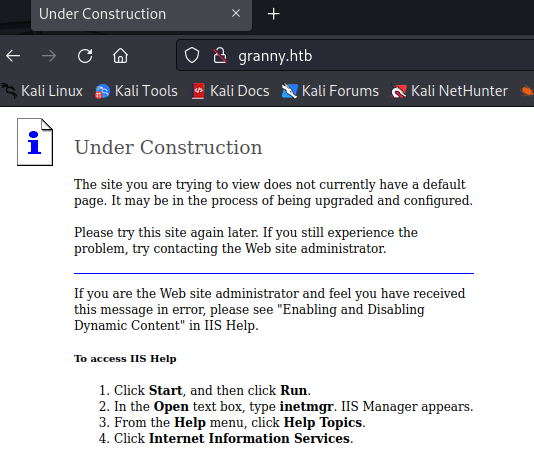 Under Construction
granny.htb
Kali Linux Kali Tools Kali Docs Kali Forums Kali NetHunter
Under Construction
The site you are trying to view does not currently have a default
page. It may be in the process of being upgraded and configured.
Please try this site again later. If you still experience the
problem, try contacting the Web site administrator.
If you are the Web site administrator and feel you have received
this message in error, please see "Enabling and Disabling
Dynamic Content" in IIS Help.
To access IIS Help
1. Click Start, and then click Run.
2. In the Open text box, type inetmgr. IIS Manager appears.
3. From the Help menu, click Help Topics.
4. Click Internet Information Services.